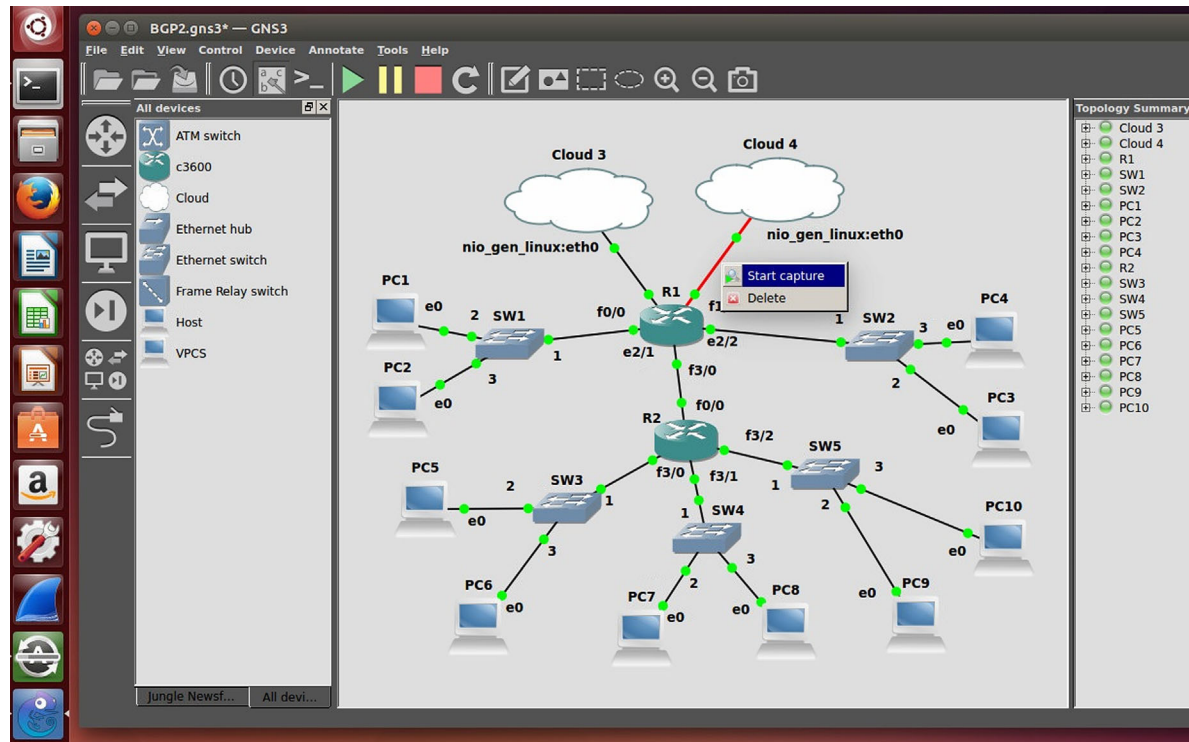 BGP2.gns3* — GNS3
File Edit View Control Device Annotate Tools Help
All devices
ATM switch
c3600
Cloud
Ethernet hub
Ethernet switch
Frame Relay switch
Host
VPCS
Jungle Newsf...
All devi...
Cloud 3
Cloud 4
nio_gen_linux:eth0
nio_gen_linux:eth0
Start capture
Delete
R1
f0/0
f1
e2/1
e2/2
f3/0
PC1
e0
2
SW1
1
PC2
3
e0
1
SW2
3
e0
PC4
2
PC3
e0
f0/0
R2
f3/2
f3/0
f3/1
PC5
2
SW3
1
e0
3
PC6
e0
1
SW4
3
2
PC7
e0
e0
PC8
SW5
1
3
2
PC10
e0
PC9
e0
Topology Summary
Cloud 3
Cloud 4
R1
SW1
SW2
PC1
PC2
PC3
PC4
R2
SW3
SW4
SW5
PC5
PC6
PC7
PC8
PC9
PC10